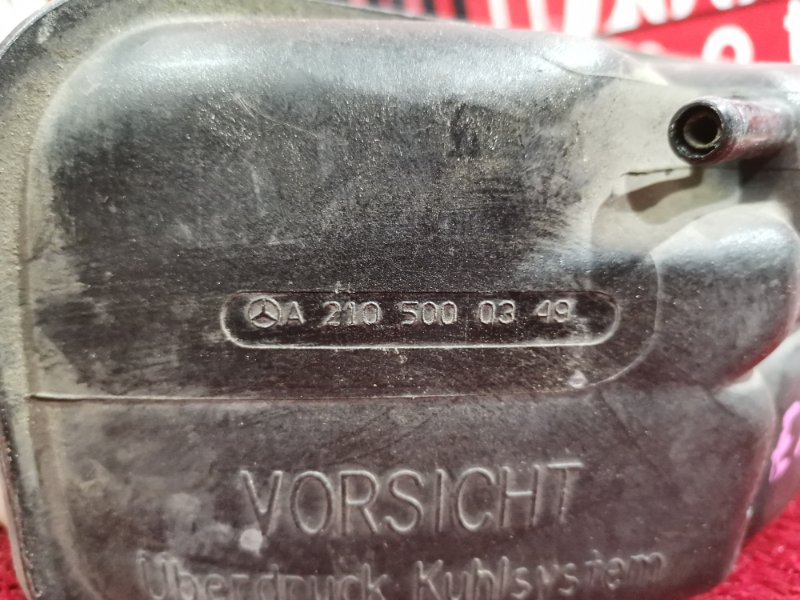 A 210 500 03 49
VORSICHT
Überdruck Kühlsystem